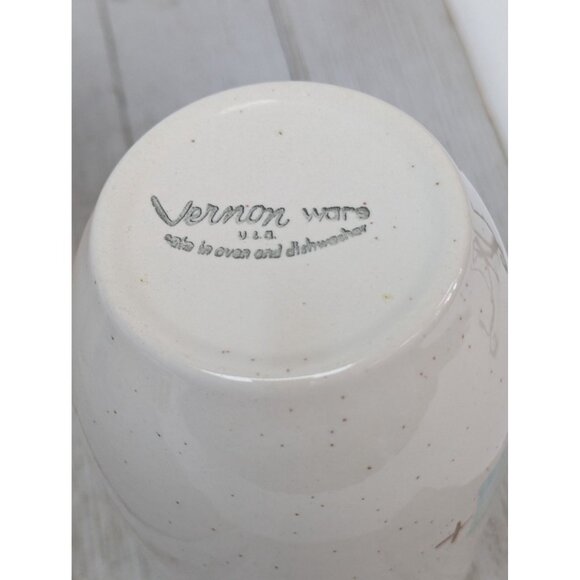 Vernon ware
U.S.A.
safe in oven and dishwasher